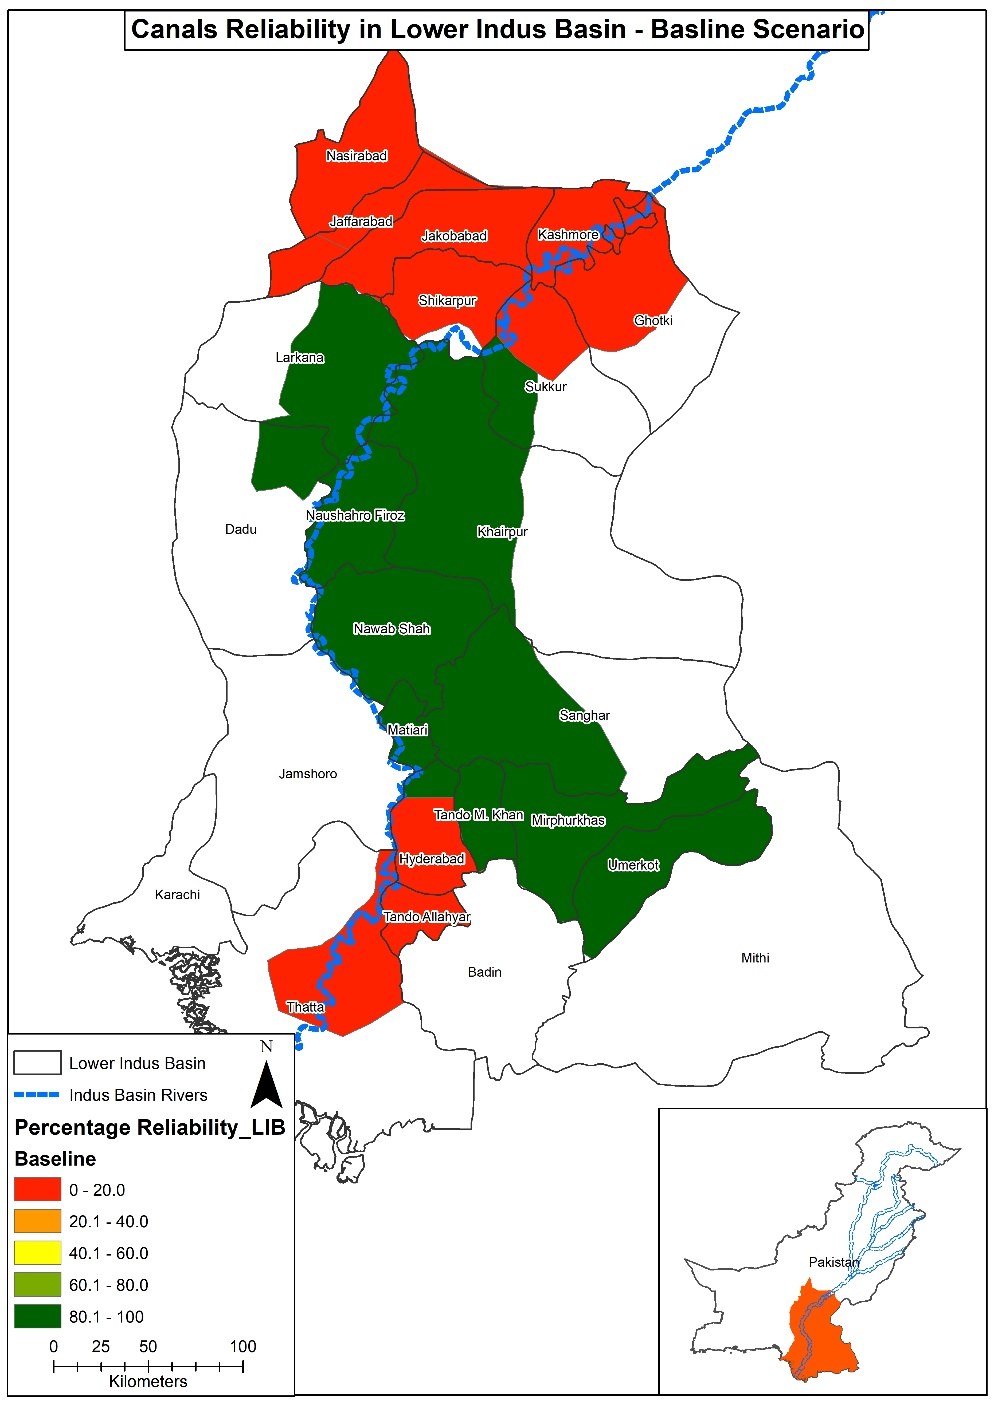 Canals Reliability in Lower Indus Basin - Basline Scenario
Nasirabad
Jaffarabad
Jakobabad
Kashmore
Shikarpur
Ghotki
Larkana
Sukkur
Naushahro Firoz
Dadu
Khairpur
Nawab Shah
Sanghar
Matiari
Jamshoro
Tando M. Khan
Mirphurkhas
Hyderabad
Umerkot
Karachi
Tando Allahyar
Mithi
Badin
Thatta
N
Lower Indus Basin
Indus Basin Rivers
Percentage Reliability_LIB
Baseline
0 - 20.0
20.1 - 40.0
40.1 - 60.0
60.1 - 80.0
80.1 - 100
0 25 50 100
Kilometers
Pakistan